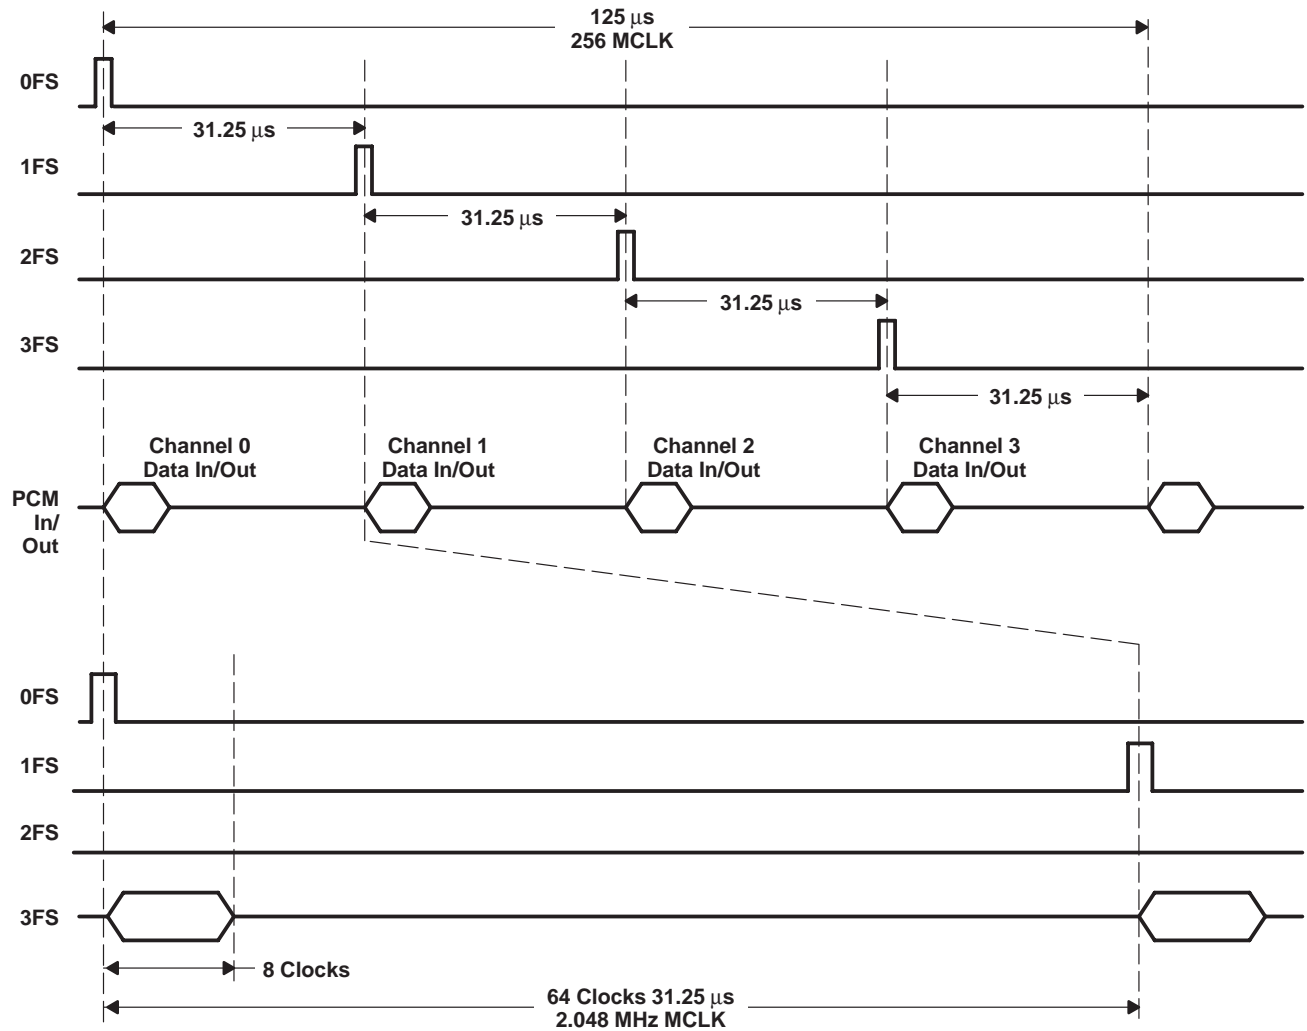 125 μs
256 MCLK
0FS
31.25 μs
1FS
31.25 μs
2FS
31.25 μs
3FS
31.25 μs
Channel 0
Data In/Out
Channel 1
Data In/Out
Channel 2
Data In/Out
Channel 3
Data In/Out
PCM
In/
Out
0FS
1FS
2FS
3FS
8 Clocks
64 Clocks 31.25 μs
2.048 MHz MCLK